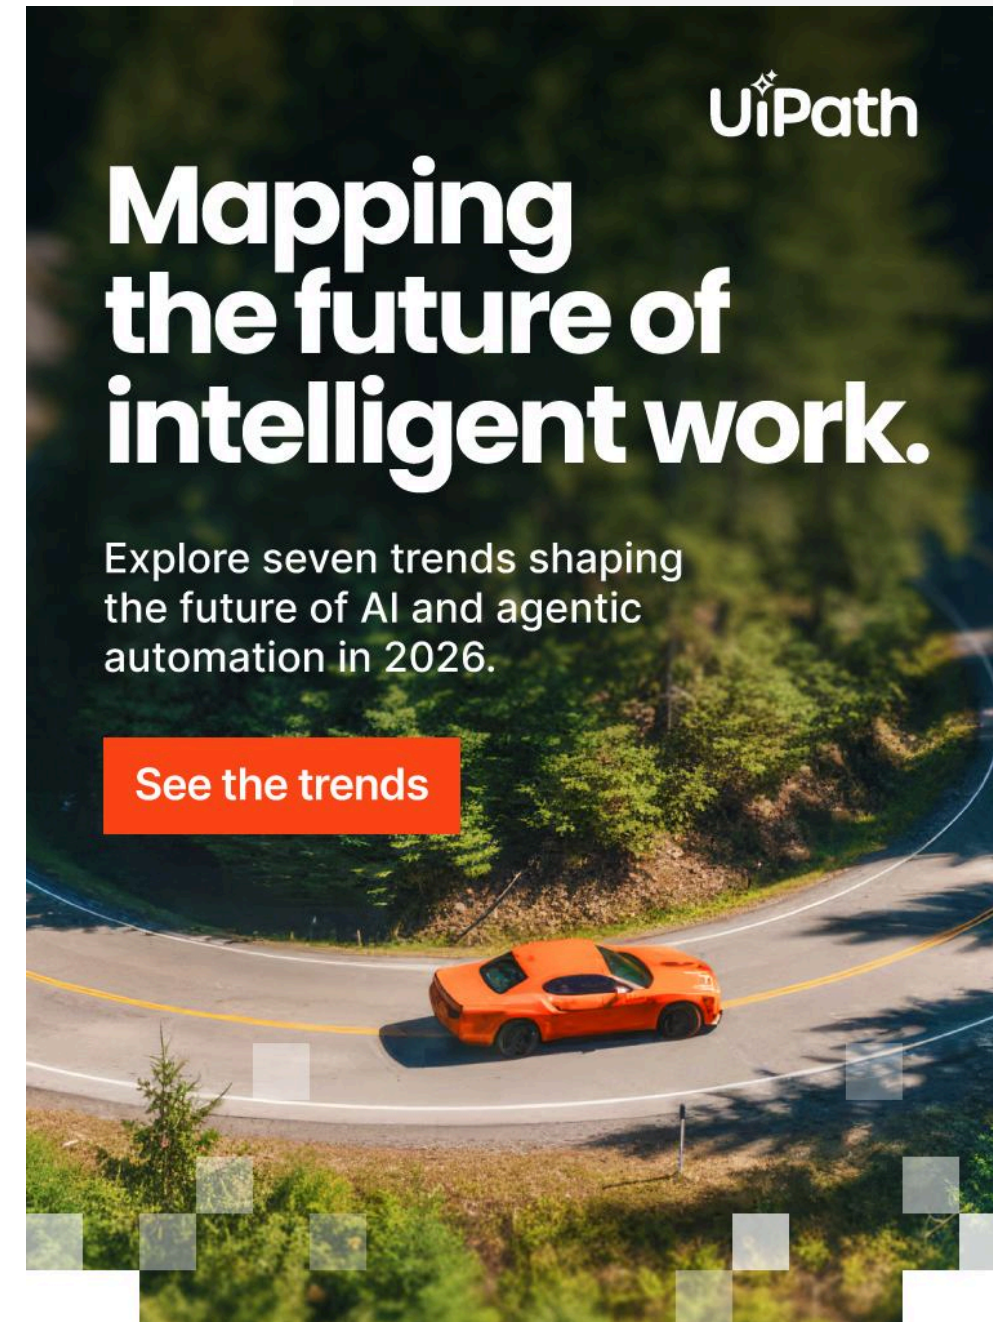 UiPath
Mapping
the future of
intelligent work.
Explore seven trends shaping
the future of AI and agentic
automation in 2026.
See the trends